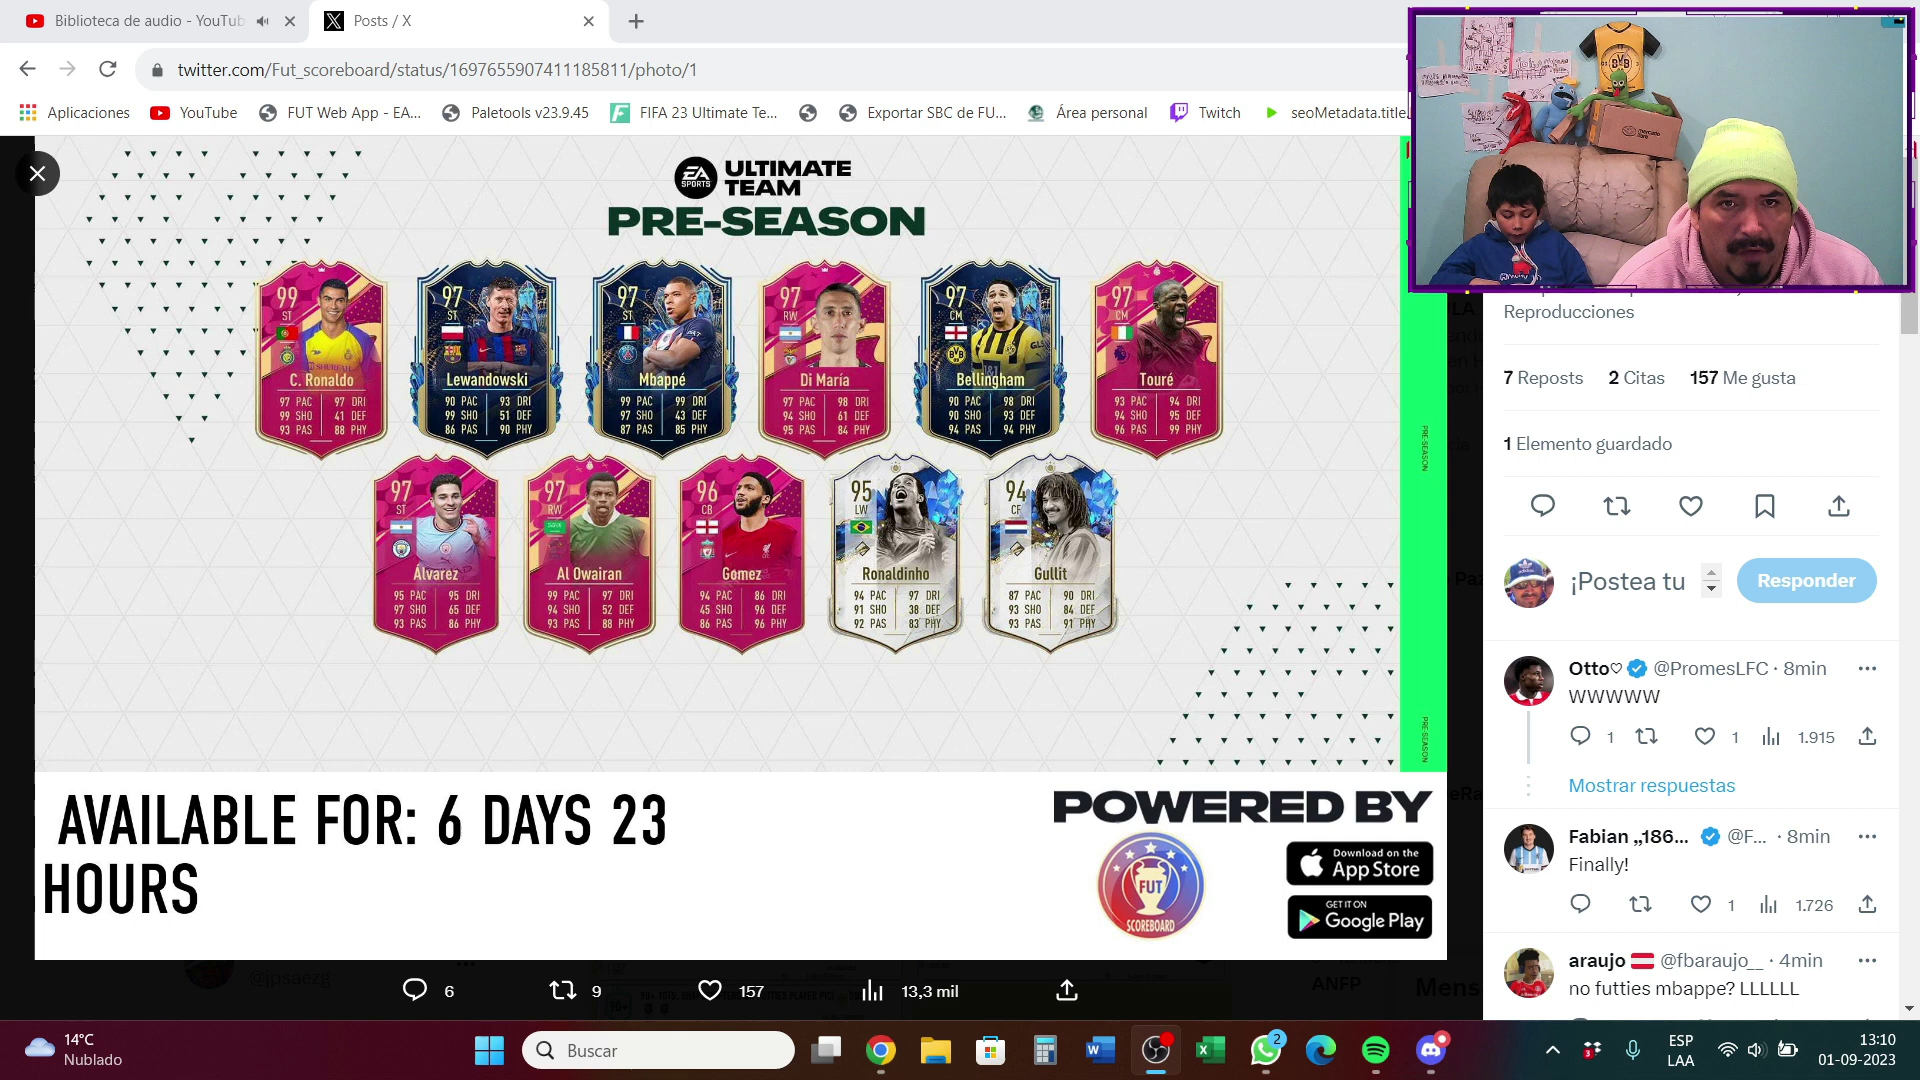 Biblioteca de audio - YouTub
Posts / X
twitter.com/Fut_scoreboard/status/1697655907411185811/photo/1
Aplicaciones
YouTube
FUT Web App - EA...
Paletools v23.9.45
FIFA 23 Ultimate Te...
Exportar SBC de FU...
Área personal
Twitch
seoMetadata.title
EA SPORTS
ULTIMATE
TEAM
PRE-SEASON
99
ST
C. Ronaldo
97 PAC 97 DRI
99 SHO 41 DEF
93 PAS 88 PHY
97
ST
Lewandowski
90 PAC 93 DRI
99 SHO 51 DEF
86 PAS 90 PHY
97
ST
Mbappé
99 PAC 99 DRI
97 SHO 43 DEF
87 PAS 85 PHY
97
RW
Di María
97 PAC 98 DRI
94 SHO 61 DEF
95 PAS 84 PHY
97
CM
Bellingham
90 PAC 98 DRI
90 SHO 93 DEF
94 PAS 94 PHY
97
CM
Touré
93 PAC 94 DRI
94 SHO 95 DEF
96 PAS 99 PHY
97
ST
Álvarez
95 PAC 95 DRI
97 SHO 65 DEF
93 PAS 86 PHY
97
RW
Al Owairan
99 PAC 97 DRI
94 SHO 52 DEF
93 PAS 88 PHY
96
CB
Gomez
94 PAC 86 DRI
45 SHO 96 DEF
86 PAS 96 PHY
95
LW
Ronaldinho
94 PAC 97 DRI
91 SHO 38 DEF
92 PAS 83 PHY
94
CF
Gullit
87 PAC 90 DRI
93 SHO 84 DEF
93 PAS 91 PHY
PRE-SEASON
PRE-SEASON
AVAILABLE FOR: 6 DAYS 23
HOURS
POWERED BY
FUT
SCOREBOARD
Download on the
App Store
GET IT ON
Google Play
@jpsaezg
6
9
157
13,3 mil
ANFP
Mens
Reproducciones
7 Reposts 2 Citas 157 Me gusta
1 Elemento guardado
¡Postea tu
Responder
Otto♡ @PromesLFC · 8min
WWWWW
1
1
1.915
Mostrar respuestas
Fabian „186... @F... · 8min
Finally!
1
1.726
araujo @fbaraujo__ · 4min
no futties mbappe? LLLLLL
14°C
Nublado
Buscar
2
3
ESP
LAA
13:10
01-09-2023